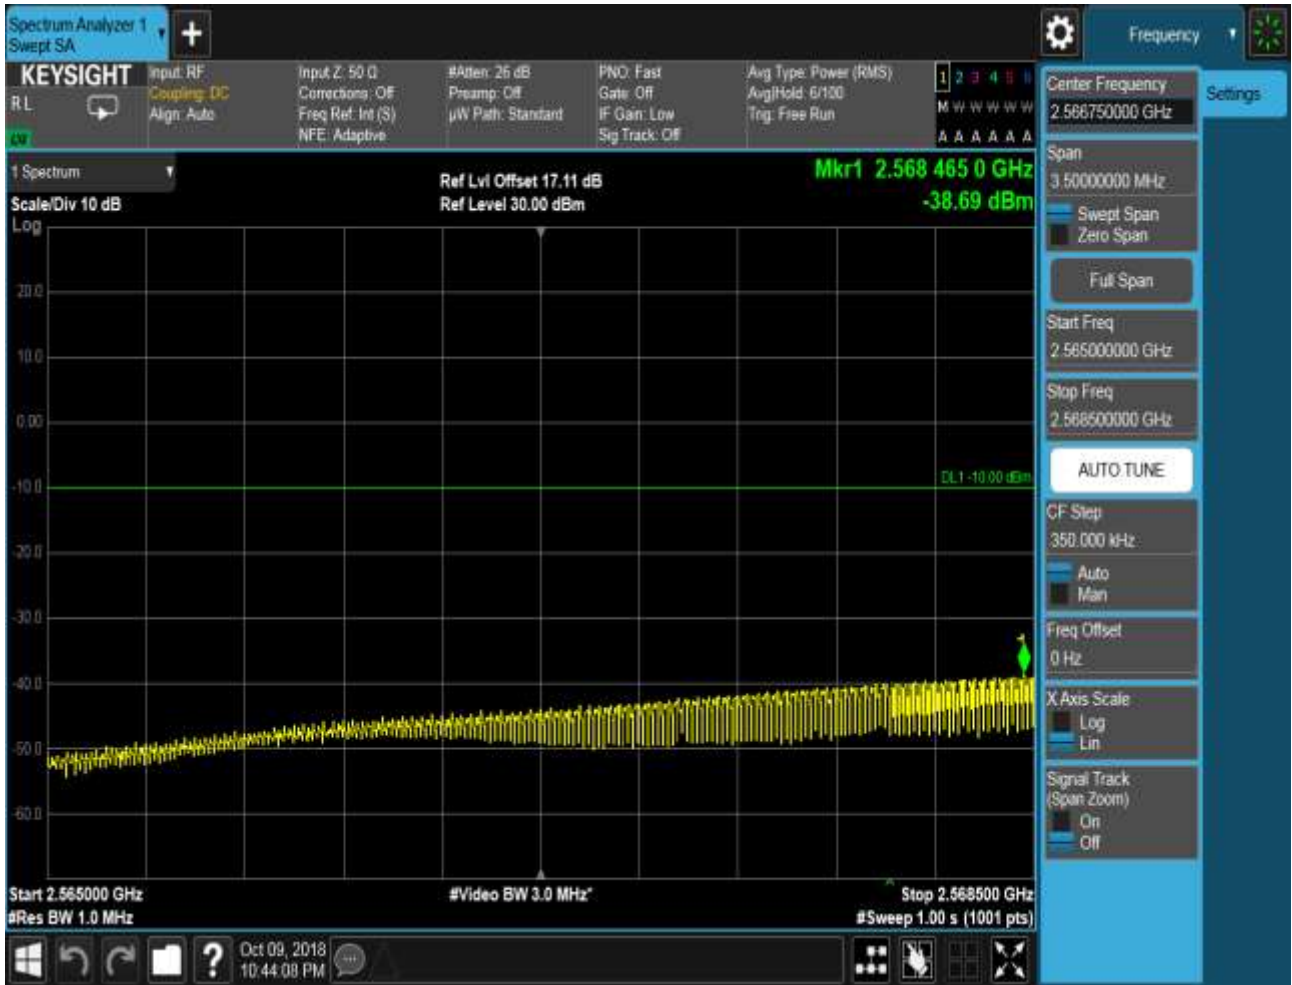 Spectrum Analyzer 1
Swept SA
+
Frequency
KEYSIGHT
RL
Input: RF
Coupling: DC
Align: Auto
Input Z: 50 Ω
Corrections: Off
Freq Ref: Int (S)
NFE: Adaptive
#Atten: 26 dB
Preamp: Off
µW Path: Standard
PNO: Fast
Gate: Off
IF Gain: Low
Sig Track: Off
Avg Type: Power (RMS)
Avg|Hold: 6/100
Trig: Free Run
1 2 3 4 5 6
M W W W W W
A A A A A A
1 Spectrum
Scale/Div 10 dB
Log
Ref Lvl Offset 17.11 dB
Ref Level 30.00 dBm
Mkr1 2.568 465 0 GHz
-38.69 dBm
20.0
10.0
0.00
-10.0
-20.0
-30.0
-40.0
-50.0
-60.0
DL1 -10.00 dBm
1
Start 2.565000 GHz
#Res BW 1.0 MHz
#Video BW 3.0 MHz*
Stop 2.568500 GHz
#Sweep 1.00 s (1001 pts)
Center Frequency
2.566750000 GHz
Settings
Span
3.50000000 MHz
Swept Span
Zero Span
Full Span
Start Freq
2.565000000 GHz
Stop Freq
2.568500000 GHz
AUTO TUNE
CF Step
350.000 kHz
Auto
Man
Freq Offset
0 Hz
X Axis Scale
Log
Lin
Signal Track
(Span Zoom)
On
Off
?
Oct 09, 2018
10:44:08 PM